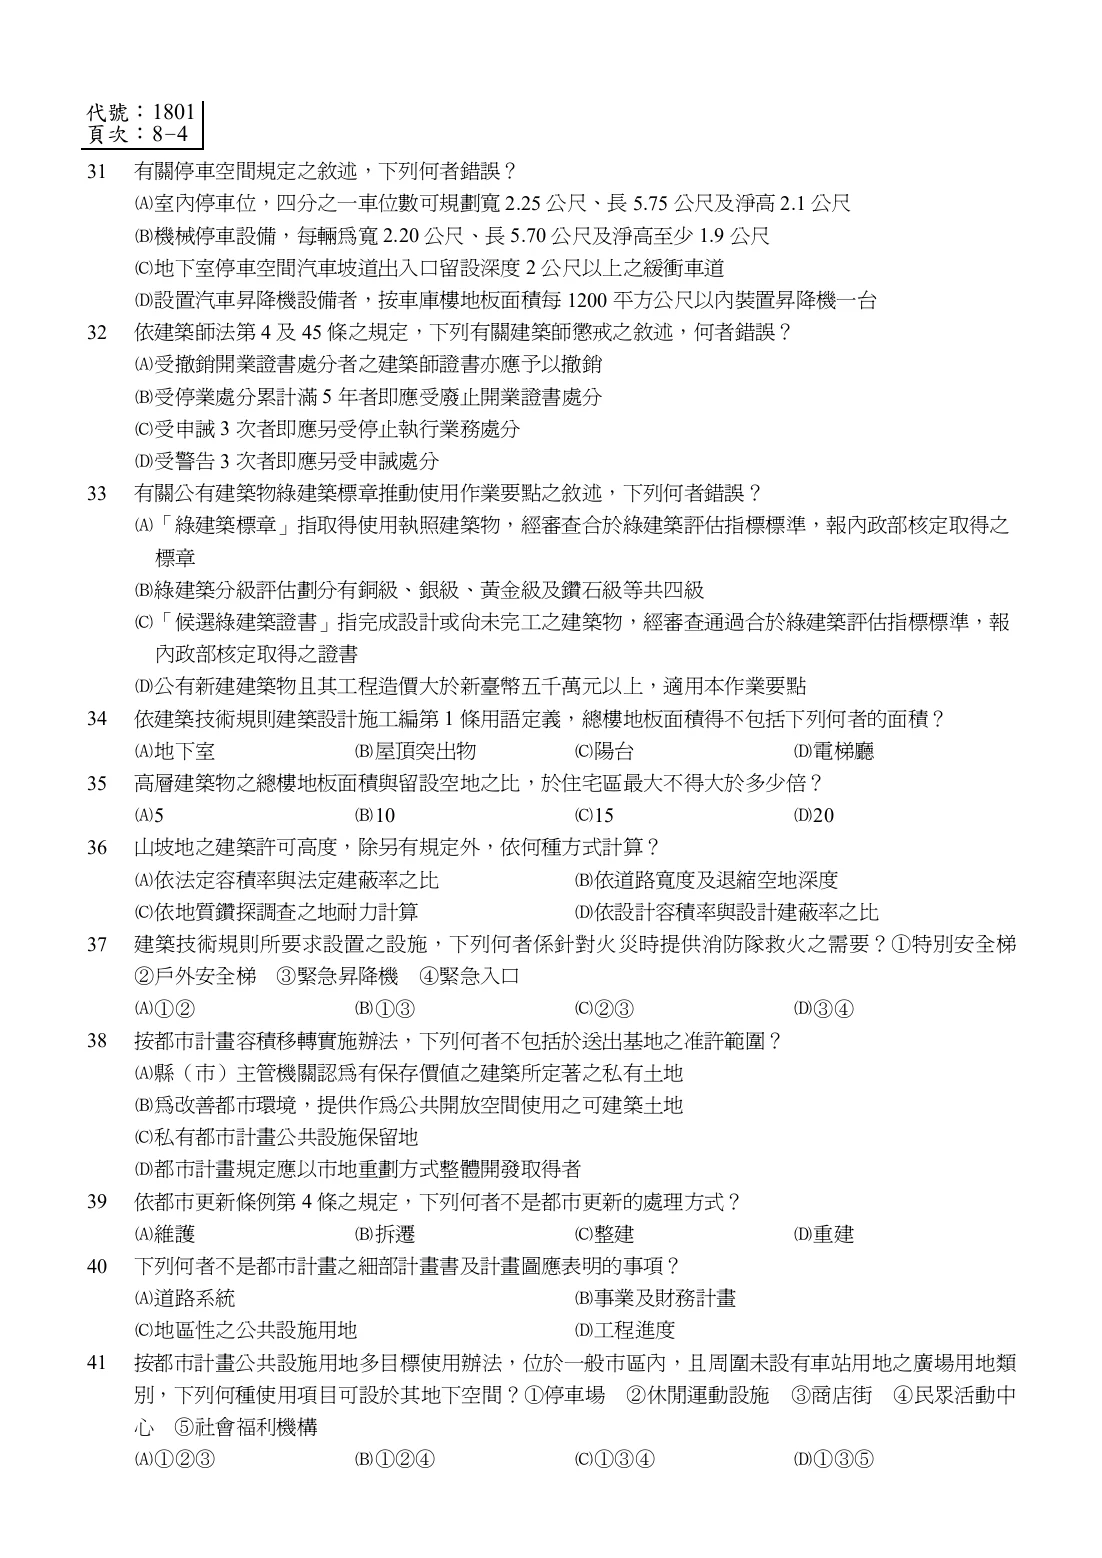 代號：1801
頁次：8-4
31 有關停車空間規定之敘述，下列何者錯誤？
(A)室內停車位，四分之一車位數可規劃寬 2.25 公尺、長 5.75 公尺及淨高 2.1 公尺
(B)機械停車設備，每輛為寬 2.20 公尺、長 5.70 公尺及淨高至少 1.9 公尺
(C)地下室停車空間汽車坡道出入口留設深度 2 公尺以上之緩衝車道
(D)設置汽車昇降機設備者，按車庫樓地板面積每 1200 平方公尺以內裝置昇降機一台
32 依建築師法第 4 及 45 條之規定，下列有關建築師懲戒之敘述，何者錯誤？
(A)受撤銷開業證書處分者之建築師證書亦應予以撤銷
(B)受停業處分累計滿 5 年者即應受廢止開業證書處分
(C)受申誡 3 次者即應另受停止執行業務處分
(D)受警告 3 次者即應另受申誡處分
33 有關公有建築物綠建築標章推動使用作業要點之敘述，下列何者錯誤？
(A)「綠建築標章」指取得使用執照建築物，經審查合於綠建築評估指標標準，報內政部核定取得之
標章
(B)綠建築分級評估劃分有銅級、銀級、黃金級及鑽石級等共四級
(C)「候選綠建築證書」指完成設計或尚未完工之建築物，經審查通過合於綠建築評估指標標準，報
內政部核定取得之證書
(D)公有新建建築物且其工程造價大於新臺幣五千萬元以上，適用本作業要點
34 依建築技術規則建築設計施工編第 1 條用語定義，總樓地板面積得不包括下列何者的面積？
(A)地下室 (B)屋頂突出物 (C)陽台 (D)電梯廳
35 高層建築物之總樓地板面積與留設空地之比，於住宅區最大不得大於多少倍？
(A)5 (B)10 (C)15 (D)20
36 山坡地之建築許可高度，除另有規定外，依何種方式計算？
(A)依法定容積率與法定建蔽率之比 (B)依道路寬度及退縮空地深度
(C)依地質鑽探調查之地耐力計算 (D)依設計容積率與設計建蔽率之比
37 建築技術規則所要求設置之設施，下列何者係針對火災時提供消防隊救火之需要？①特別安全梯
②戶外安全梯 ③緊急昇降機 ④緊急入口
(A)①② (B)①③ (C)②③ (D)③④
38 按都市計畫容積移轉實施辦法，下列何者不包括於送出基地之准許範圍？
(A)縣（市）主管機關認為有保存價值之建築所定著之私有土地
(B)為改善都市環境，提供作為公共開放空間使用之可建築土地
(C)私有都市計畫公共設施保留地
(D)都市計畫規定應以市地重劃方式整體開發取得者
39 依都市更新條例第 4 條之規定，下列何者不是都市更新的處理方式？
(A)維護 (B)拆遷 (C)整建 (D)重建
40 下列何者不是都市計畫之細部計畫書及計畫圖應表明的事項？
(A)道路系統 (B)事業及財務計畫
(C)地區性之公共設施用地 (D)工程進度
41 按都市計畫公共設施用地多目標使用辦法，位於一般市區內，且周圍未設有車站用地之廣場用地類
別，下列何種使用項目可設於其地下空間？①停車場 ②休閒運動設施 ③商店街 ④民眾活動中
心 ⑤社會福利機構
(A)①②③ (B)①②④ (C)①③④ (D)①③⑤